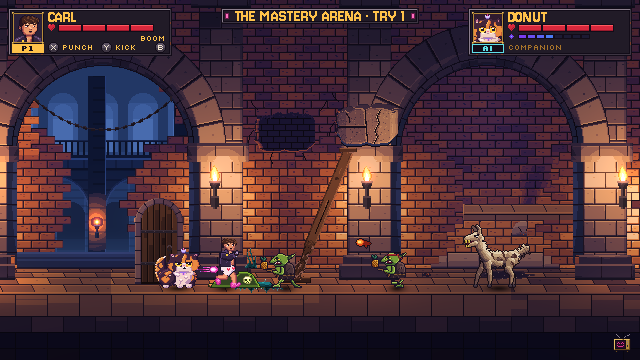 CARL
THE MASTERY ARENA · TRY 1
DONUT
BOOM
P1 X PUNCH Y KICK B
AI COMPANION